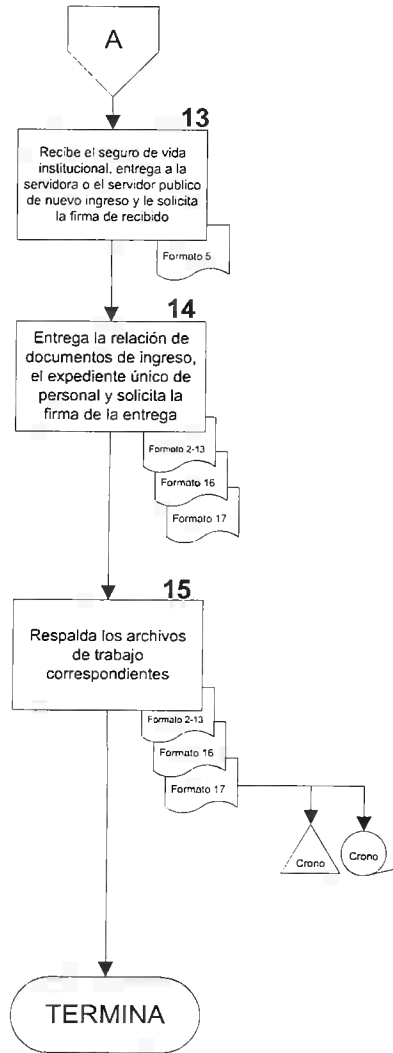 A
13
Recibe el seguro de vida
institucional, entrega a la
servidora o el servidor publico
de nuevo ingreso y le solicita
la firma de recibido
Formato 5
14
Entrega la relación de
documentos de ingreso,
el expediente único de
personal y solicita la
firma de la entrega
Formato 2-13
Formato 16
Formato 17
15
Respalda los archivos
de trabajo
correspondientes
Formato 2-13
Formato 16
Formato 17
Crono
Crono
TERMINA